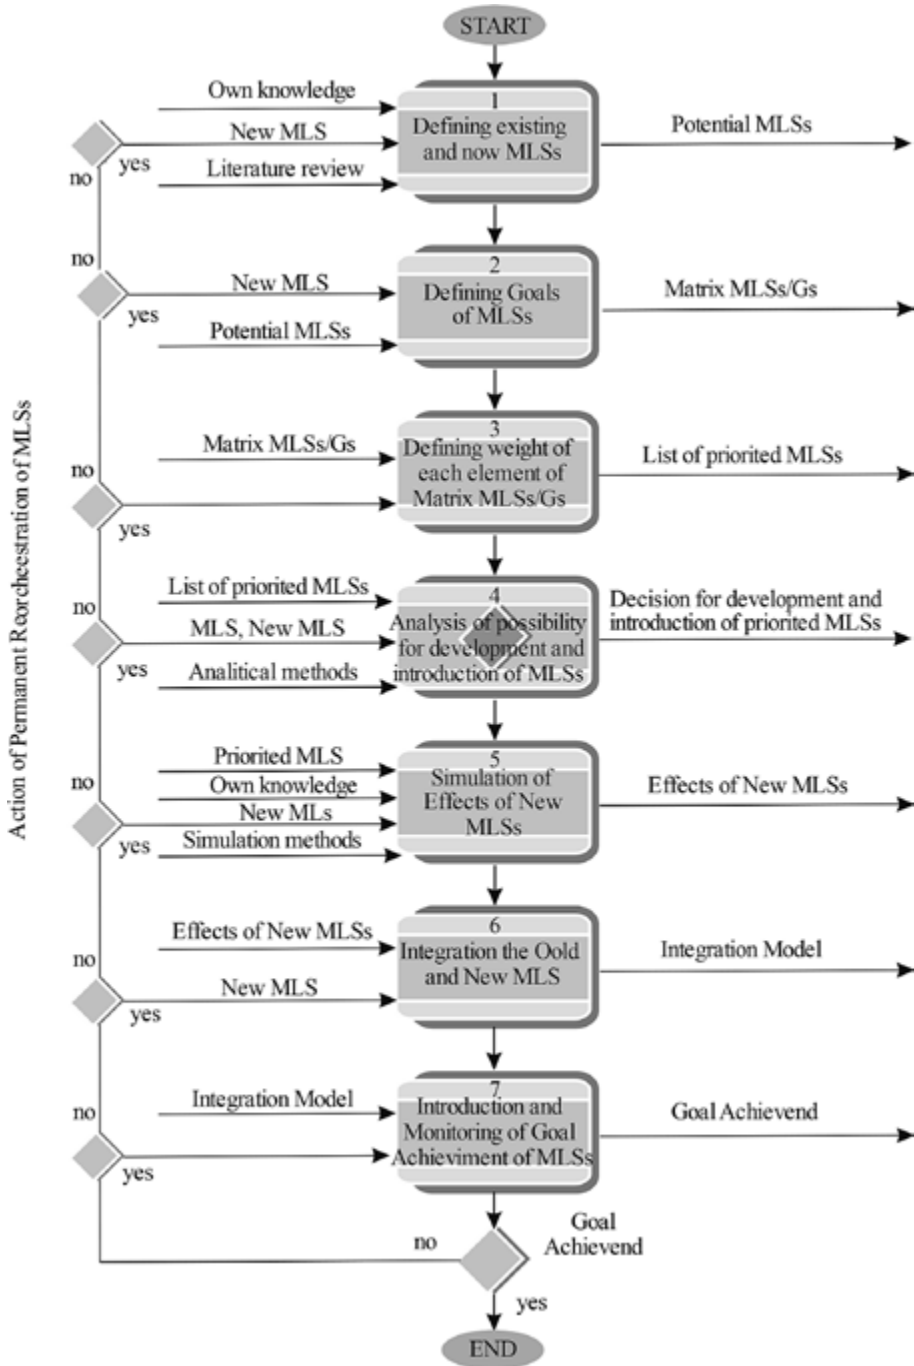 START
Own knowledge
1
Defining existing
and now MLSs
Potential MLSs
New MLS
yes
no
Literature review
no
New MLS
yes
Potential MLSs
2
Defining Goals
of MLSs
Matrix MLSs/Gs
Action of Permanent Reorcheestration of MLSs
Matrix MLSs/Gs
no
yes
3
Defining weight of
each element of
Matrix MLSs/Gs
List of priorited MLSs
List of priorited MLSs
no
MLS, New MLS
yes
Analitical methods
4
Analysis of possibility
for development and
introduction of MLSs
Decision for development and
introduction of priorited MLSs
Priorited MLS
no
Own knowledge
New MLs
yes
Simulation methods
5
Simulation of
Effects of New
MLSs
Effects of New MLSs
Effects of New MLSs
no
New MLS
yes
6
Integration the Oold
and New MLS
Integration Model
Integration Model
no
yes
7
Introduction and
Monitoring of Goal
Achieviment of MLSs
Goal Achievend
no
Goal
Achievend
yes
END